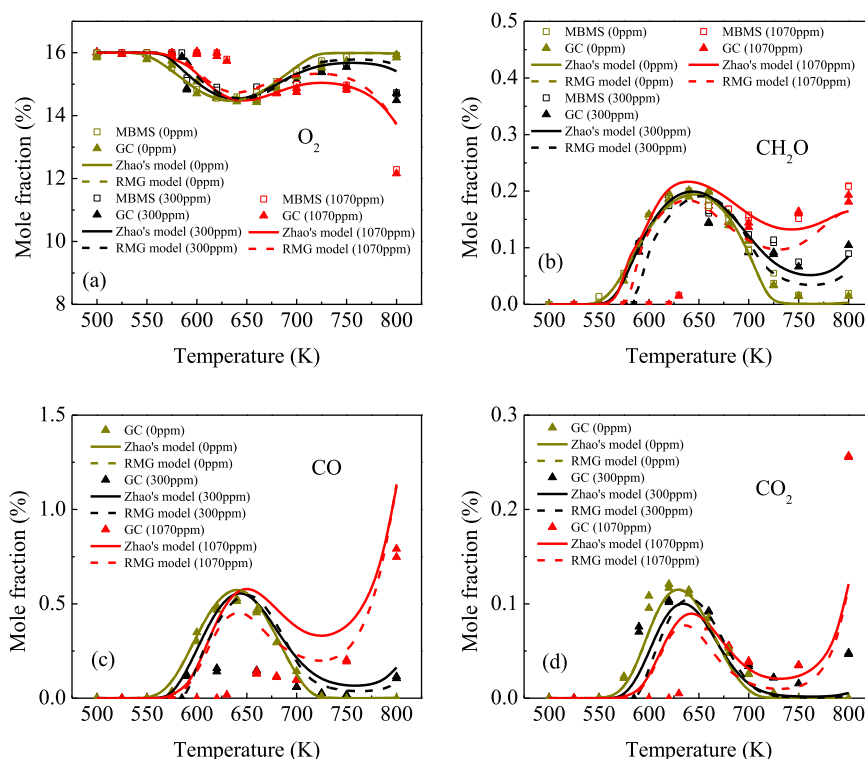 16
14
12
10
8
Mole fraction (%)
O2
MBMS (0ppm)
GC (0ppm)
Zhao's model (0ppm)
RMG model (0ppm)
MBMS (300ppm)
GC (300ppm)
Zhao's model (300ppm)
RMG model (300ppm)
MBMS (1070ppm)
GC (1070ppm)
Zhao's model (1070ppm)
RMG model (1070ppm)
(a)
500 550 600 650 700 750 800
Temperature (K)
0.5
0.4
0.3
0.2
0.1
0.0
Mole fraction (%)
MBMS (0ppm)
GC (0ppm)
Zhao's model (0ppm)
RMG model (0ppm)
MBMS (300ppm)
GC (300ppm)
Zhao's model (300ppm)
RMG model (300ppm)
MBMS (1070ppm)
GC (1070ppm)
Zhao's model (1070ppm)
RMG model (1070ppm)
CH2O
(b)
500 550 600 650 700 750 800
Temperature (K)
1.5
1.0
0.5
0.0
Mole fraction (%)
GC (0ppm)
Zhao's model (0ppm)
RMG model (0ppm)
GC (300ppm)
Zhao's model (300ppm)
RMG model (300ppm)
GC (1070ppm)
Zhao's model (1070ppm)
RMG model (1070ppm)
CO
(c)
500 550 600 650 700 750 800
Temperature (K)
0.3
0.2
0.1
0.0
Mole fraction (%)
GC (0ppm)
Zhao's model (0ppm)
RMG model (0ppm)
GC (300ppm)
Zhao's model (300ppm)
RMG model (300ppm)
GC (1070ppm)
Zhao's model (1070ppm)
RMG model (1070ppm)
CO2
(d)
500 550 600 650 700 750 800
Temperature (K)